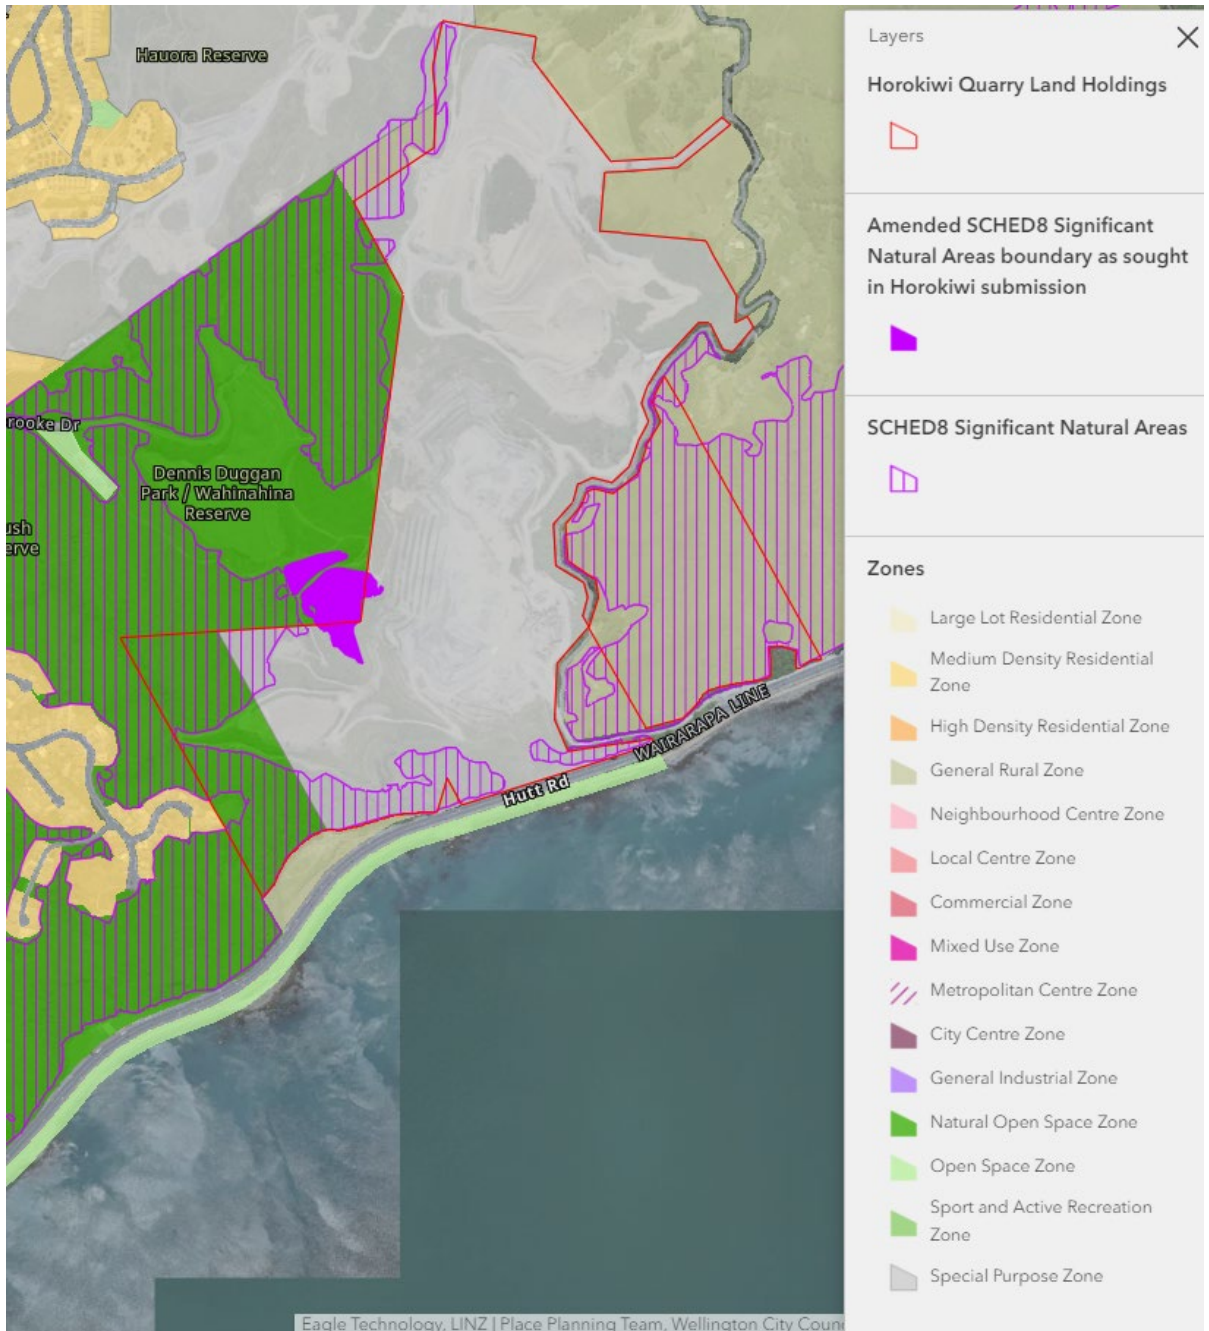 Hauora Reserve
rooke Dr
Dennis Duggan
Park / Wahinahina
Reserve
ush
erve
WAIRARAPA LINE
Hutt Rd
Eagle Technology, LINZ | Place Planning Team, Wellington City Coun
Layers
Horokiwi Quarry Land Holdings
Amended SCHED8 Significant
Natural Areas boundary as sought
in Horokiwi submission
SCHED8 Significant Natural Areas
Zones
Large Lot Residential Zone
Medium Density Residential
Zone
High Density Residential Zone
General Rural Zone
Neighbourhood Centre Zone
Local Centre Zone
Commercial Zone
Mixed Use Zone
Metropolitan Centre Zone
City Centre Zone
General Industrial Zone
Natural Open Space Zone
Open Space Zone
Sport and Active Recreation
Zone
Special Purpose Zone